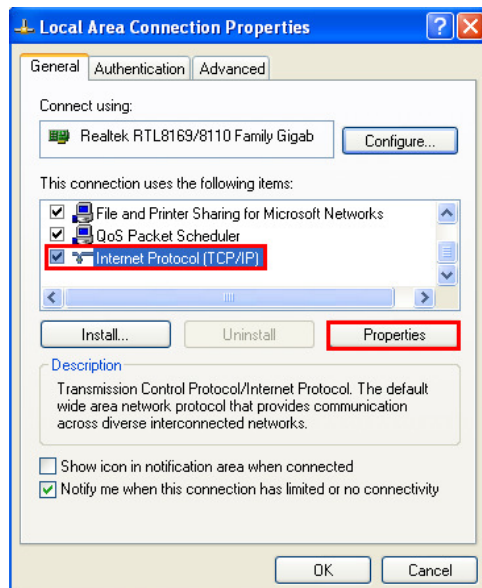 Local Area Connection Properties
General Authentication Advanced
Connect using:
Realtek RTL8169/8110 Family Gigab
Configure...
This connection uses the following items:
File and Printer Sharing for Microsoft Networks
QoS Packet Scheduler
Internet Protocol (TCP/IP)
Install... Uninstall Properties
Description
Transmission Control Protocol/Internet Protocol. The default
wide area network protocol that provides communication
across diverse interconnected networks.
Show icon in notification area when connected
Notify me when this connection has limited or no connectivity
OK Cancel